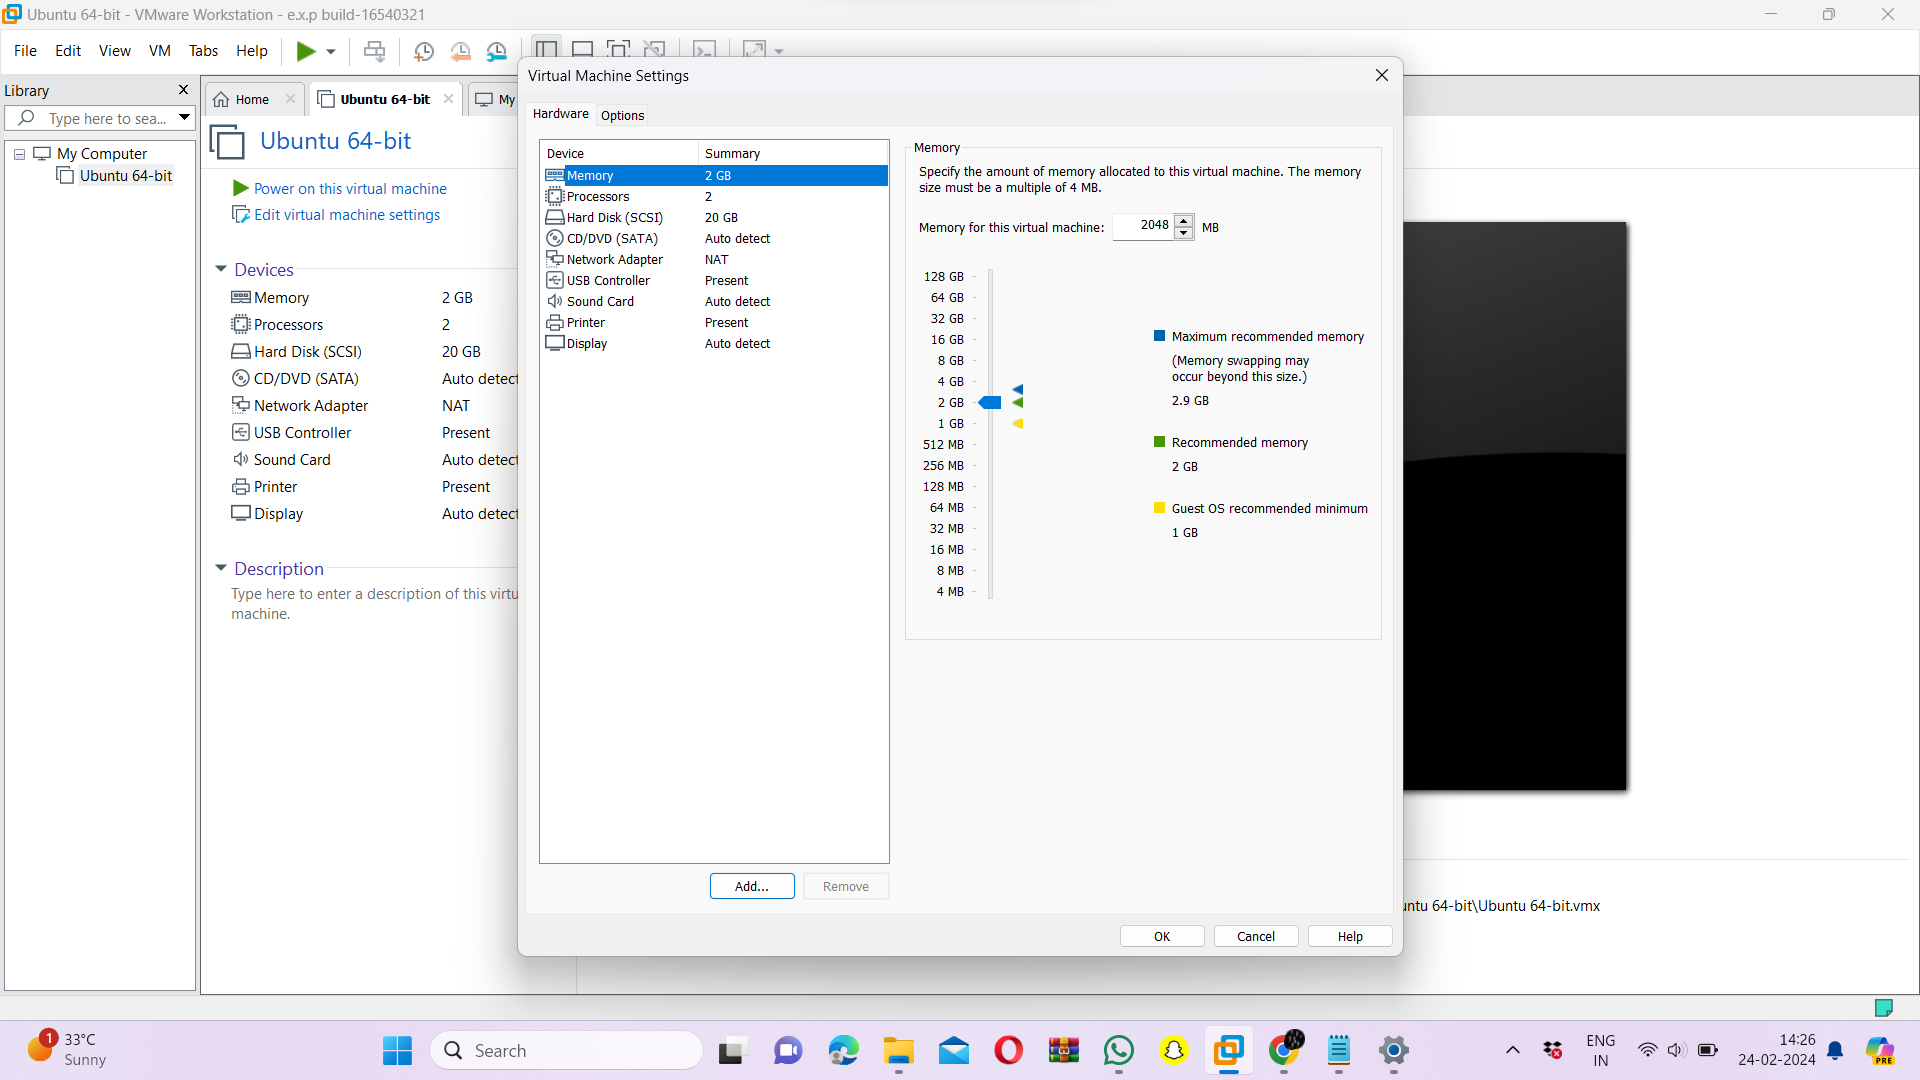 Ubuntu 64-bit - VMware Workstation - e.x.p build-16540321
File Edit View VM Tabs Help
Library
Type here to sea...
My Computer
Ubuntu 64-bit
Home
Ubuntu 64-bit
My
Ubuntu 64-bit
Power on this virtual machine
Edit virtual machine settings
Devices
Memory 2 GB
Processors 2
Hard Disk (SCSI) 20 GB
CD/DVD (SATA) Auto detect
Network Adapter NAT
USB Controller Present
Sound Card Auto detect
Printer Present
Display Auto detect
Description
Type here to enter a description of this virtu
machine.
Virtual Machine Settings
Hardware Options
Device Summary
Memory 2 GB
Processors 2
Hard Disk (SCSI) 20 GB
CD/DVD (SATA) Auto detect
Network Adapter NAT
USB Controller Present
Sound Card Auto detect
Printer Present
Display Auto detect
Add... Remove
Memory
Specify the amount of memory allocated to this virtual machine. The memory
size must be a multiple of 4 MB.
Memory for this virtual machine: 2048 MB
128 GB
64 GB
32 GB
16 GB
8 GB
4 GB
2 GB
1 GB
512 MB
256 MB
128 MB
64 MB
32 MB
16 MB
8 MB
4 MB
Maximum recommended memory
(Memory swapping may
occur beyond this size.)
2.9 GB
Recommended memory
2 GB
Guest OS recommended minimum
1 GB
OK Cancel Help
untu 64-bit\Ubuntu 64-bit.vmx
1
33°C
Sunny
Search
ENG
IN
14:26
24-02-2024
PRE